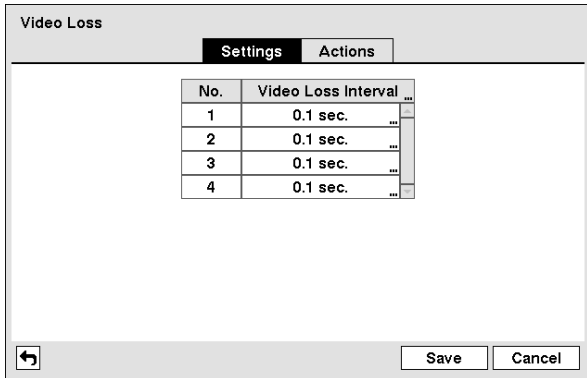 Video Loss
Settings Actions
No. Video Loss Interval ...
1 0.1 sec. ...
2 0.1 sec. ...
3 0.1 sec. ...
4 0.1 sec. ...
Save Cancel